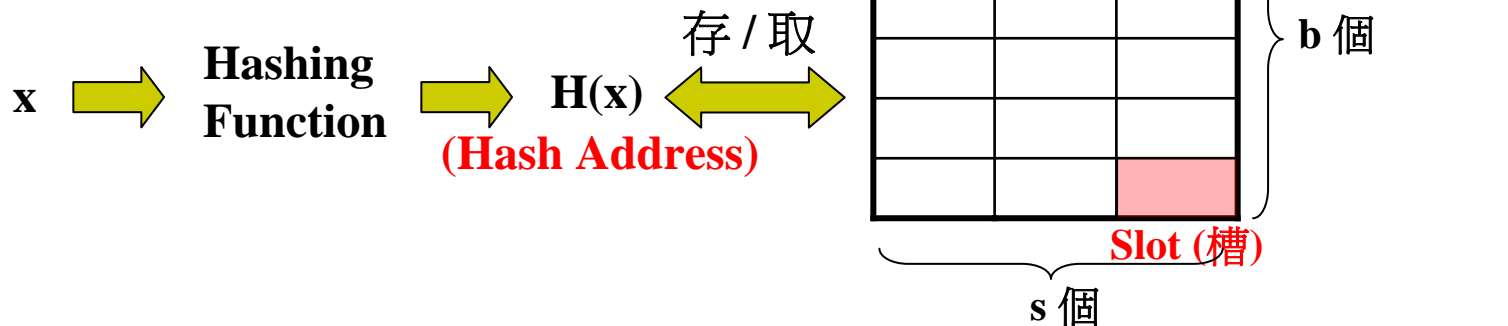 x
Hashing
Function
H(x)
(Hash Address)
存 / 取
b 個
Slot (槽)
s 個